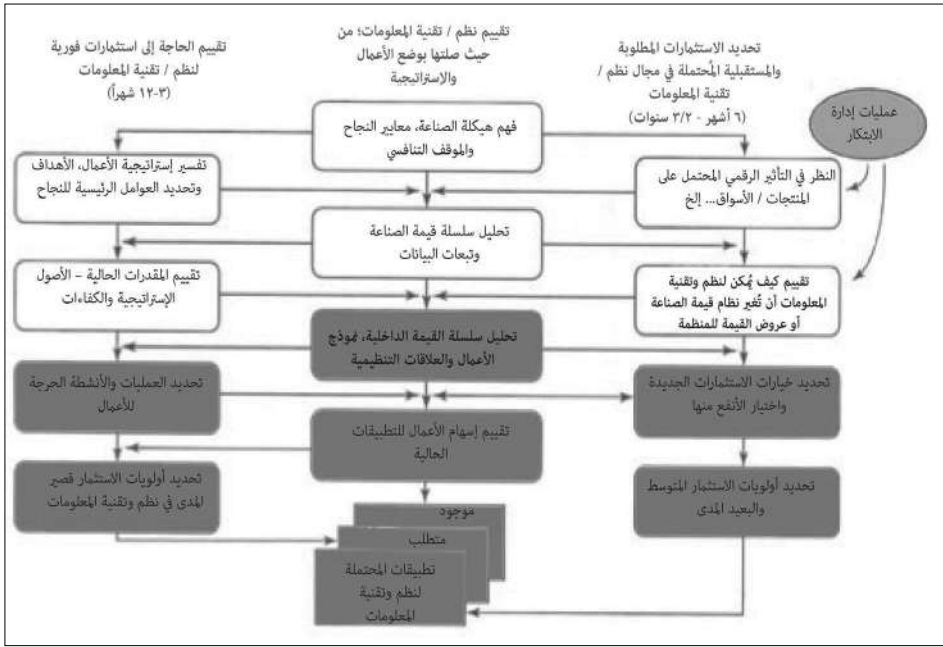 تحديد الاستثمارات المطلوبة
والمستقبلية المُحتملة في مجال نظم /
تقنية المعلومات
(٦ أشهر - ٣/٢ سنوات)
تقييم نظم / تقنية المعلومات؛ من
حيث صلتها بوضع الأعمال
والإستراتيجية
تقييم الحاجة إلى استثمارات فورية
لنظم / تقنية المعلومات
(٣-١٢ شهراً)
عمليات إدارة
الابتكار
فهم هيكلة الصناعة، معايير النجاح
والموقف التنافسي
النظر في التأثير الرقمي المحتمل على
المنتجات / الأسواق... إلخ
تفسير إستراتيجية الأعمال، الأهداف
وتحديد العوامل الرئيسية للنجاح
تحليل سلسلة قيمة الصناعة
وتبعات البيانات
تقييم كيف يُمكن لنظم وتقنية
المعلومات أن تُغير نظام قيمة الصناعة
أو عروض القيمة للمنظمة
تقييم المقدرات الحالية – الأصول
الإستراتيجية والكفاءات
تحليل سلسلة القيمة الداخلية، نموذج
الأعمال والعلاقات التنظيمية
تحديد خيارات الاستثمارات الجديدة
واختيار الأنفع منها
تحديد العمليات والأنشطة الحرجة
للأعمال
تقييم إسهام الأعمال للتطبيقات
الحالية
تحديد أولويات الاستثمار المتوسط
والبعيد المدى
تحديد أولويات الاستثمار قصير
المدى في نظم وتقنية المعلومات
موجود
متطلب
تطبيقات المحتملة
لنظم وتقنية
المعلومات